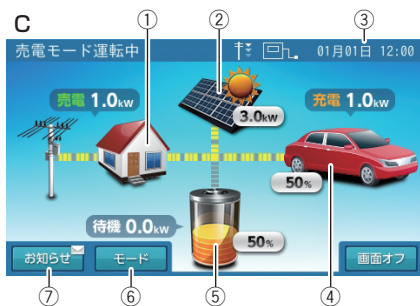 C
① ② ③
売電モード運転中 01月01日 12:00
売電 1.0kw
充電 1.0kw
3.0kw
50%
待機 0.0kw
50%
お知らせ
モード
画面オフ
⑦ ⑥ ⑤ ④